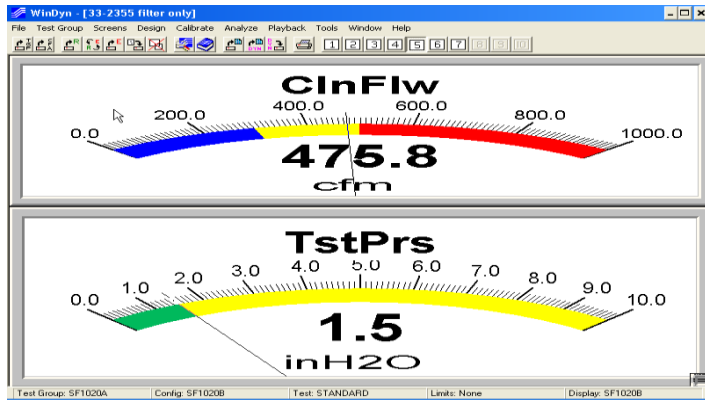 WinDyn - [33-2355 filter only]
File Test Group Screens Design Calibrate Analyze Playback Tools Window Help
1 2 3 4 5 6 7 8 9 10
ClnFlw
0.0 200.0 400.0 600.0 800.0 1000.0
475.8
cfm
TstPrs
0.0 1.0 2.0 3.0 4.0 5.0 6.0 7.0 8.0 9.0 10.0
1.5
inH2O
Test Group: SF1020A Config: SF1020B Test: STANDARD Limits: None Display: SF1020B